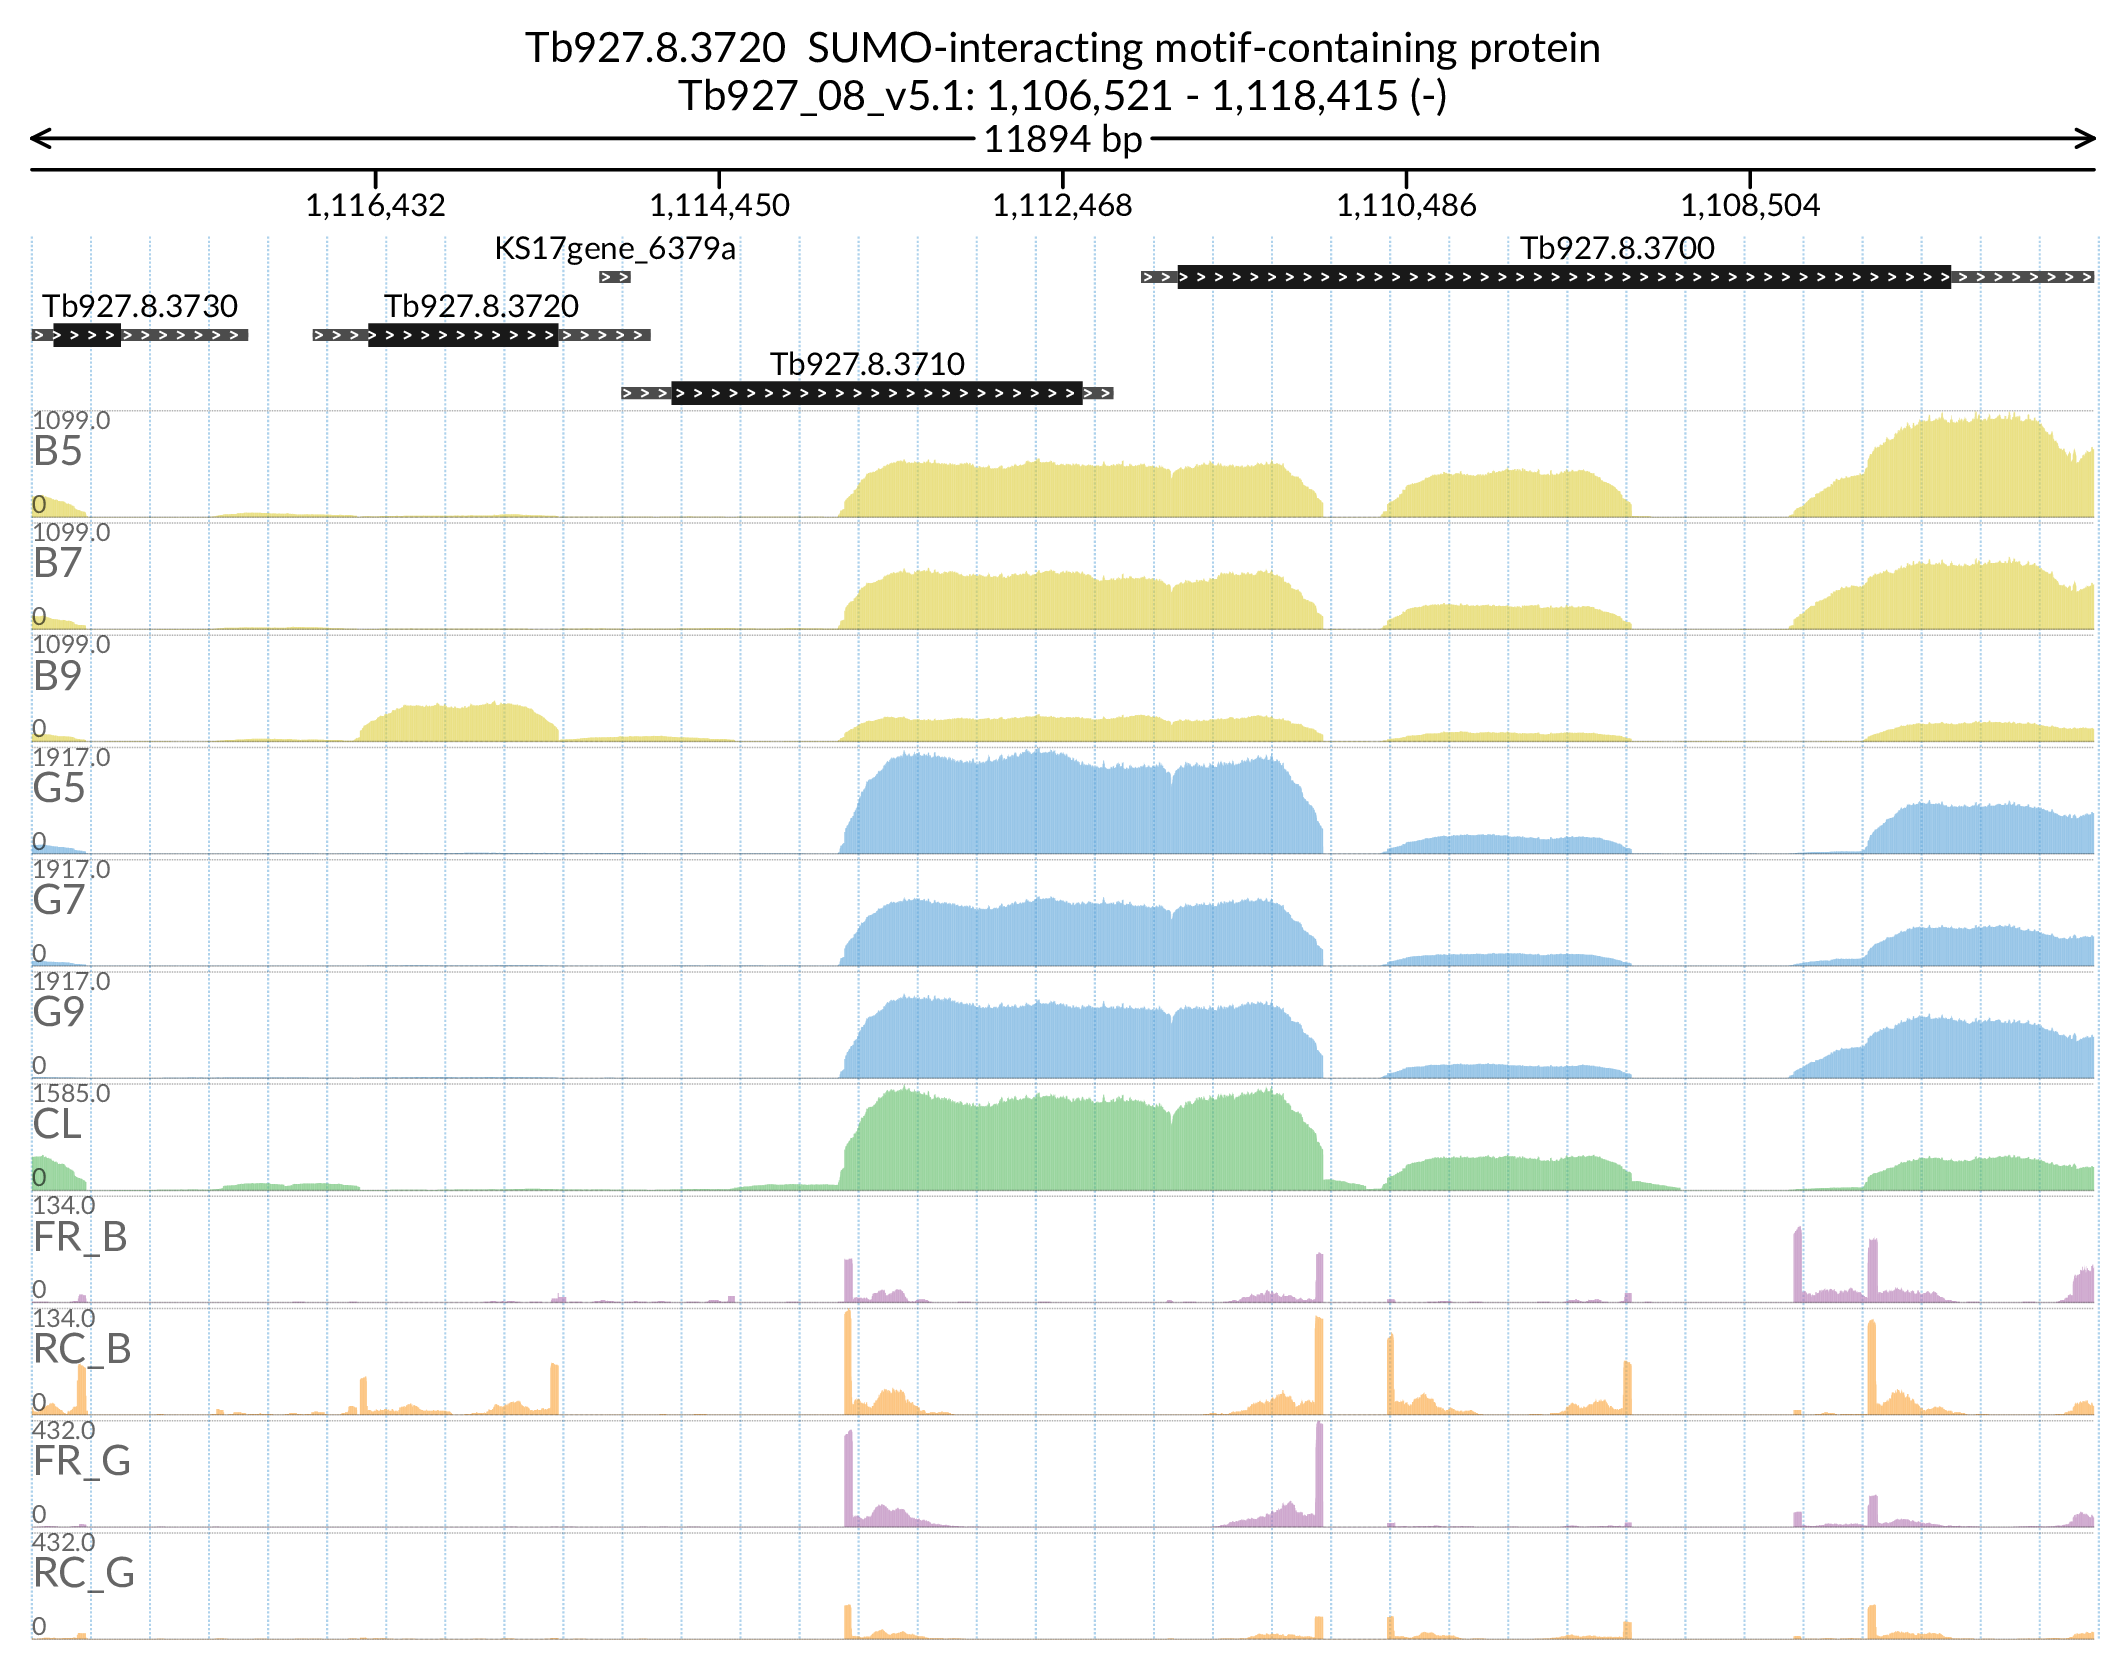 Tb927.8.3720  SUMO-interacting motif-containing protein
Tb927_08_v5.1: 1,106,521 - 1,118,415 (-)
11894 bp
1,116,432 1,114,450 1,112,468 1,110,486 1,108,504
KS17gene_6379a Tb927.8.3700
Tb927.8.3730 Tb927.8.3720
Tb927.8.3710
1099.0
B5
0
1099.0
B7
0
1099.0
B9
0
1917.0
G5
0
1917.0
G7
0
1917.0
G9
0
1585.0
CL
0
134.0
FR_B
0
134.0
RC_B
0
432.0
FR_G
0
432.0
RC_G
0